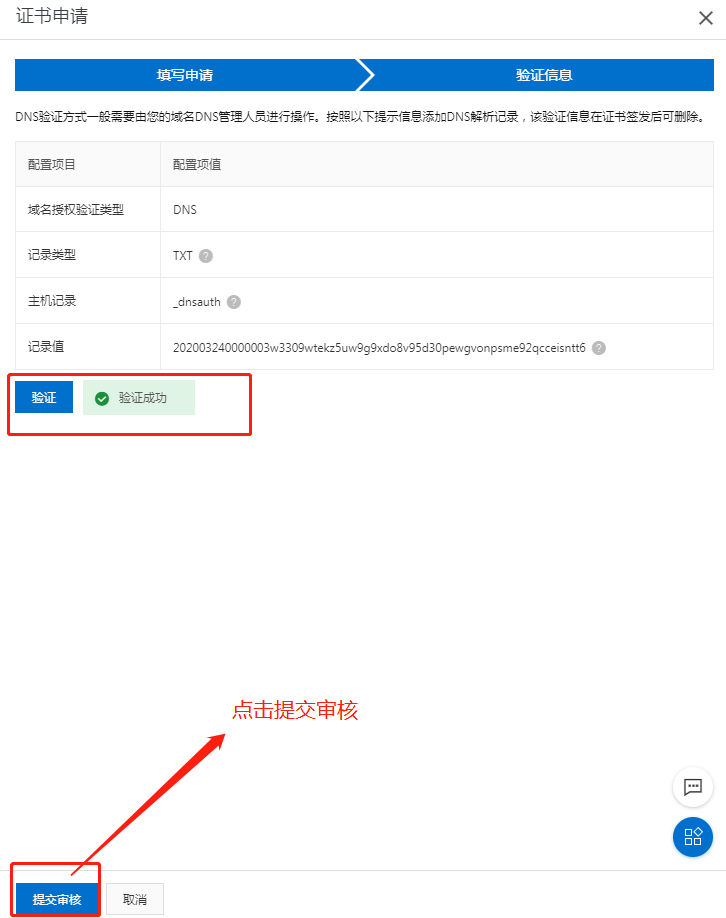 证书申请
填写申请
验证信息
DNS验证方式一般需要由您的域名DNS管理人员进行操作。按照以下提示信息添加DNS解析记录，该验证信息在证书签发后可删除。
配置项目 配置项值
域名授权验证类型 DNS
记录类型 TXT ?
主机记录 _dnsauth ?
记录值 202003240000003w3309wtekz5uw9g9xdo8v95d30pewgvonpsme92qcceisntt6 ?
验证 验证成功
点击提交审核
提交审核 取消